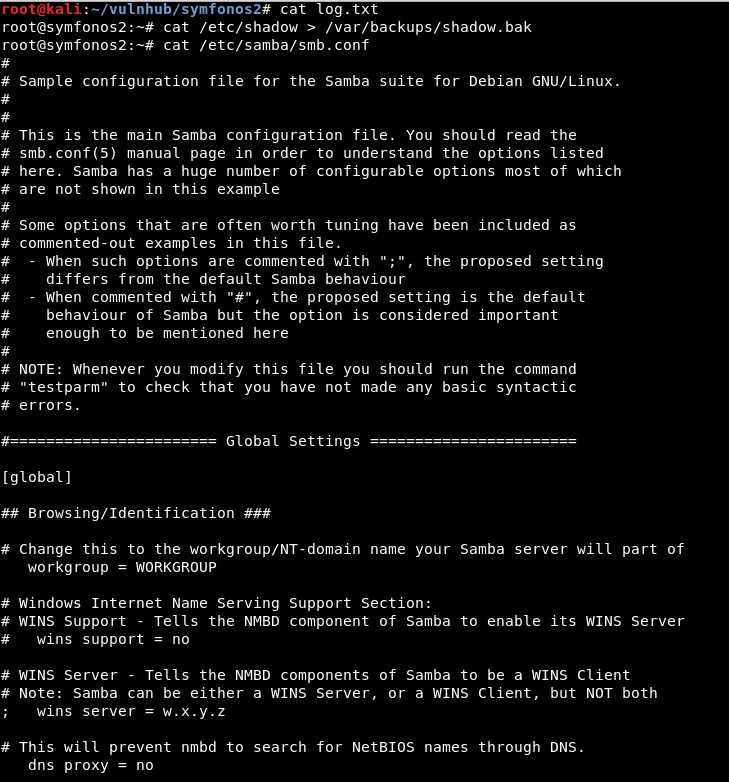 root@kali:~/vulnhub/symfonos2# cat log.txt
root@symfonos2:~# cat /etc/shadow > /var/backups/shadow.bak
root@symfonos2:~# cat /etc/samba/smb.conf
#
# Sample configuration file for the Samba suite for Debian GNU/Linux.
#
#
# This is the main Samba configuration file. You should read the
# smb.conf(5) manual page in order to understand the options listed
# here. Samba has a huge number of configurable options most of which
# are not shown in this example
#
# Some options that are often worth tuning have been included as
# commented-out examples in this file.
#  - When such options are commented with ";", the proposed setting
#    differs from the default Samba behaviour
#  - When commented with "#", the proposed setting is the default
#    behaviour of Samba but the option is considered important
#    enough to be mentioned here
#
# NOTE: Whenever you modify this file you should run the command
# "testparm" to check that you have not made any basic syntactic
# errors.
#======================= Global Settings =======================
[global]
## Browsing/Identification ###
# Change this to the workgroup/NT-domain name your Samba server will part of
   workgroup = WORKGROUP
# Windows Internet Name Serving Support Section:
# WINS Support - Tells the NMBD component of Samba to enable its WINS Server
#   wins support = no
# WINS Server - Tells the NMBD components of Samba to be a WINS Client
# Note: Samba can be either a WINS Server, or a WINS Client, but NOT both
;   wins server = w.x.y.z
# This will prevent nmbd to search for NetBIOS names through DNS.
   dns proxy = no